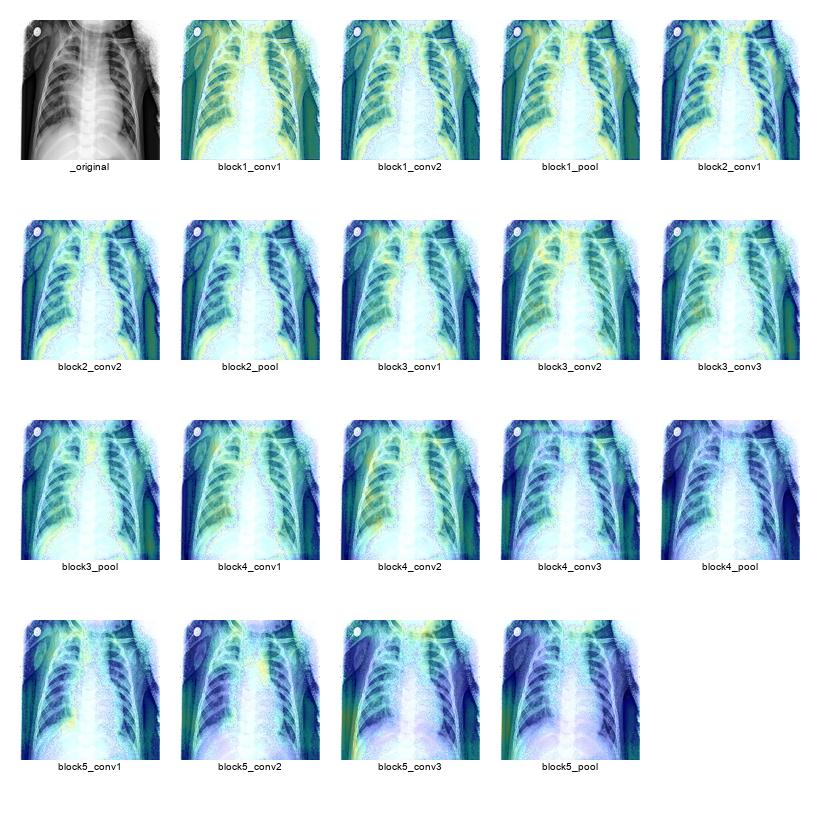 _original
block1_conv1
block1_conv2
block1_pool
block2_conv1
block2_conv2
block2_pool
block3_conv1
block3_conv2
block3_conv3
block3_pool
block4_conv1
block4_conv2
block4_conv3
block4_pool
block5_conv1
block5_conv2
block5_conv3
block5_pool